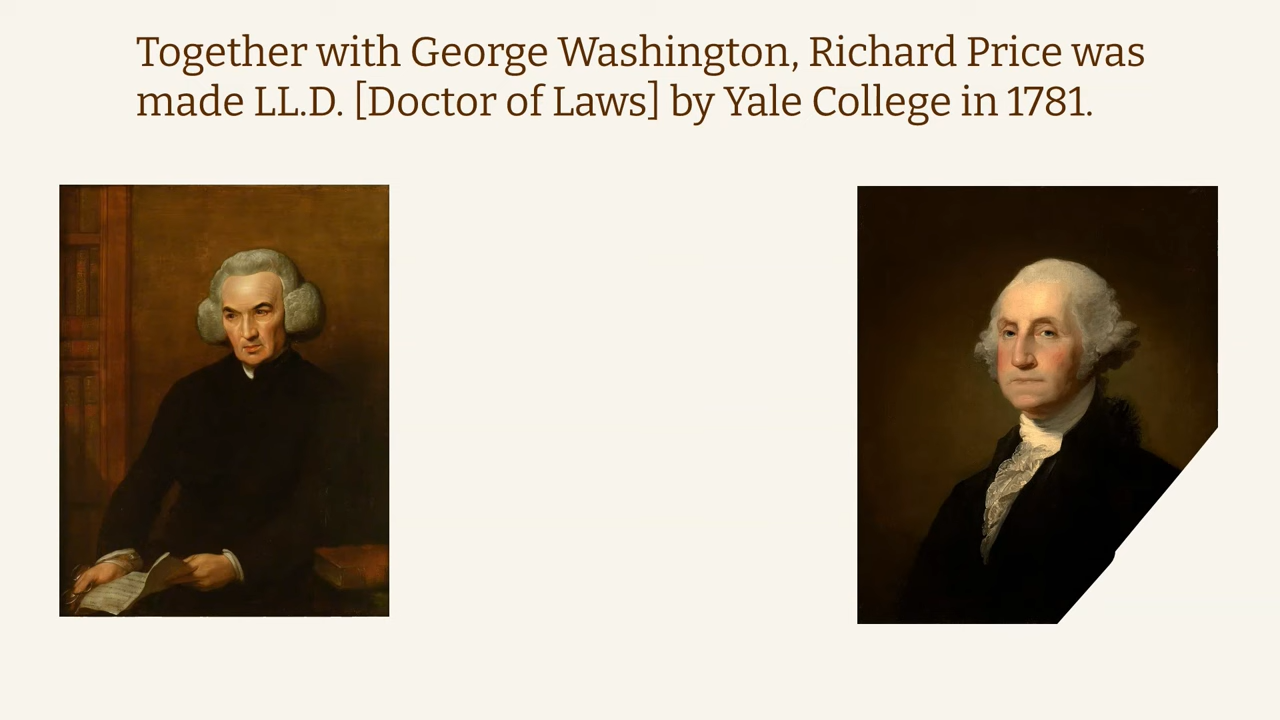 Together with George Washington, Richard Price was
made LL.D. [Doctor of Laws] by Yale College in 1781.